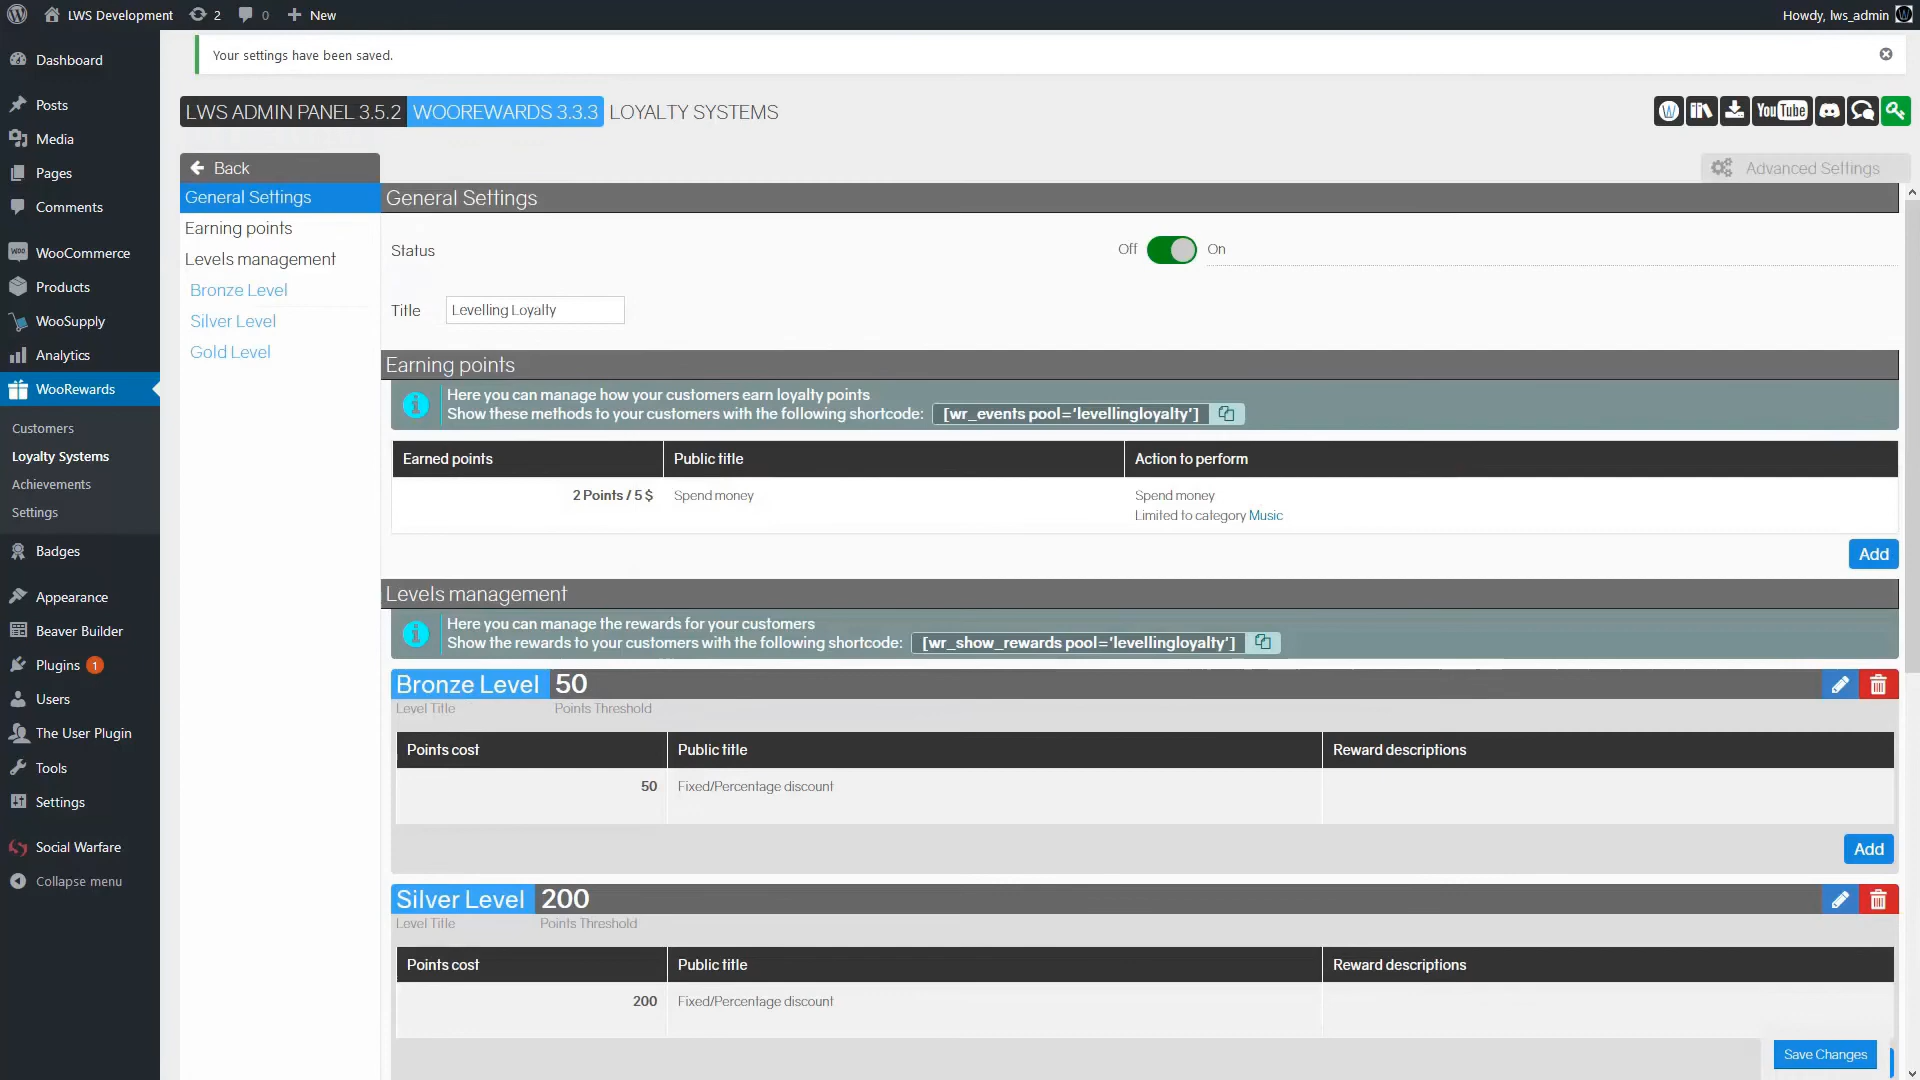 LWS Development 2 0 New
Howdy, lws_admin
Dashboard
Posts
Media
Pages
Comments
WooCommerce
Products
WooSupply
Analytics
WooRewards
Customers
Loyalty Systems
Achievements
Settings
Badges
Appearance
Beaver Builder
Plugins 1
Users
The User Plugin
Tools
Settings
Social Warfare
Collapse menu
Your settings have been saved.
LWS ADMIN PANEL 3.5.2 WOOREWARDS 3.3.3 LOYALTY SYSTEMS
YouTube
Back
Advanced Settings
General Settings
Earning points
Levels management
Bronze Level
Silver Level
Gold Level
General Settings
Status Off On
Title Levelling Loyalty
Earning points
Here you can manage how your customers earn loyalty points
Show these methods to your customers with the following shortcode: [wr_events pool='levellingloyalty']
Earned points Public title Action to perform
2 Points / 5 $ Spend money Spend money
Limited to category Music
Add
Levels management
Here you can manage the rewards for your customers
Show the rewards to your customers with the following shortcode: [wr_show_rewards pool='levellingloyalty']
Bronze Level 50
Level Title Points Threshold
Points cost Public title Reward descriptions
50 Fixed/Percentage discount
Add
Silver Level 200
Level Title Points Threshold
Points cost Public title Reward descriptions
200 Fixed/Percentage discount
Save Changes